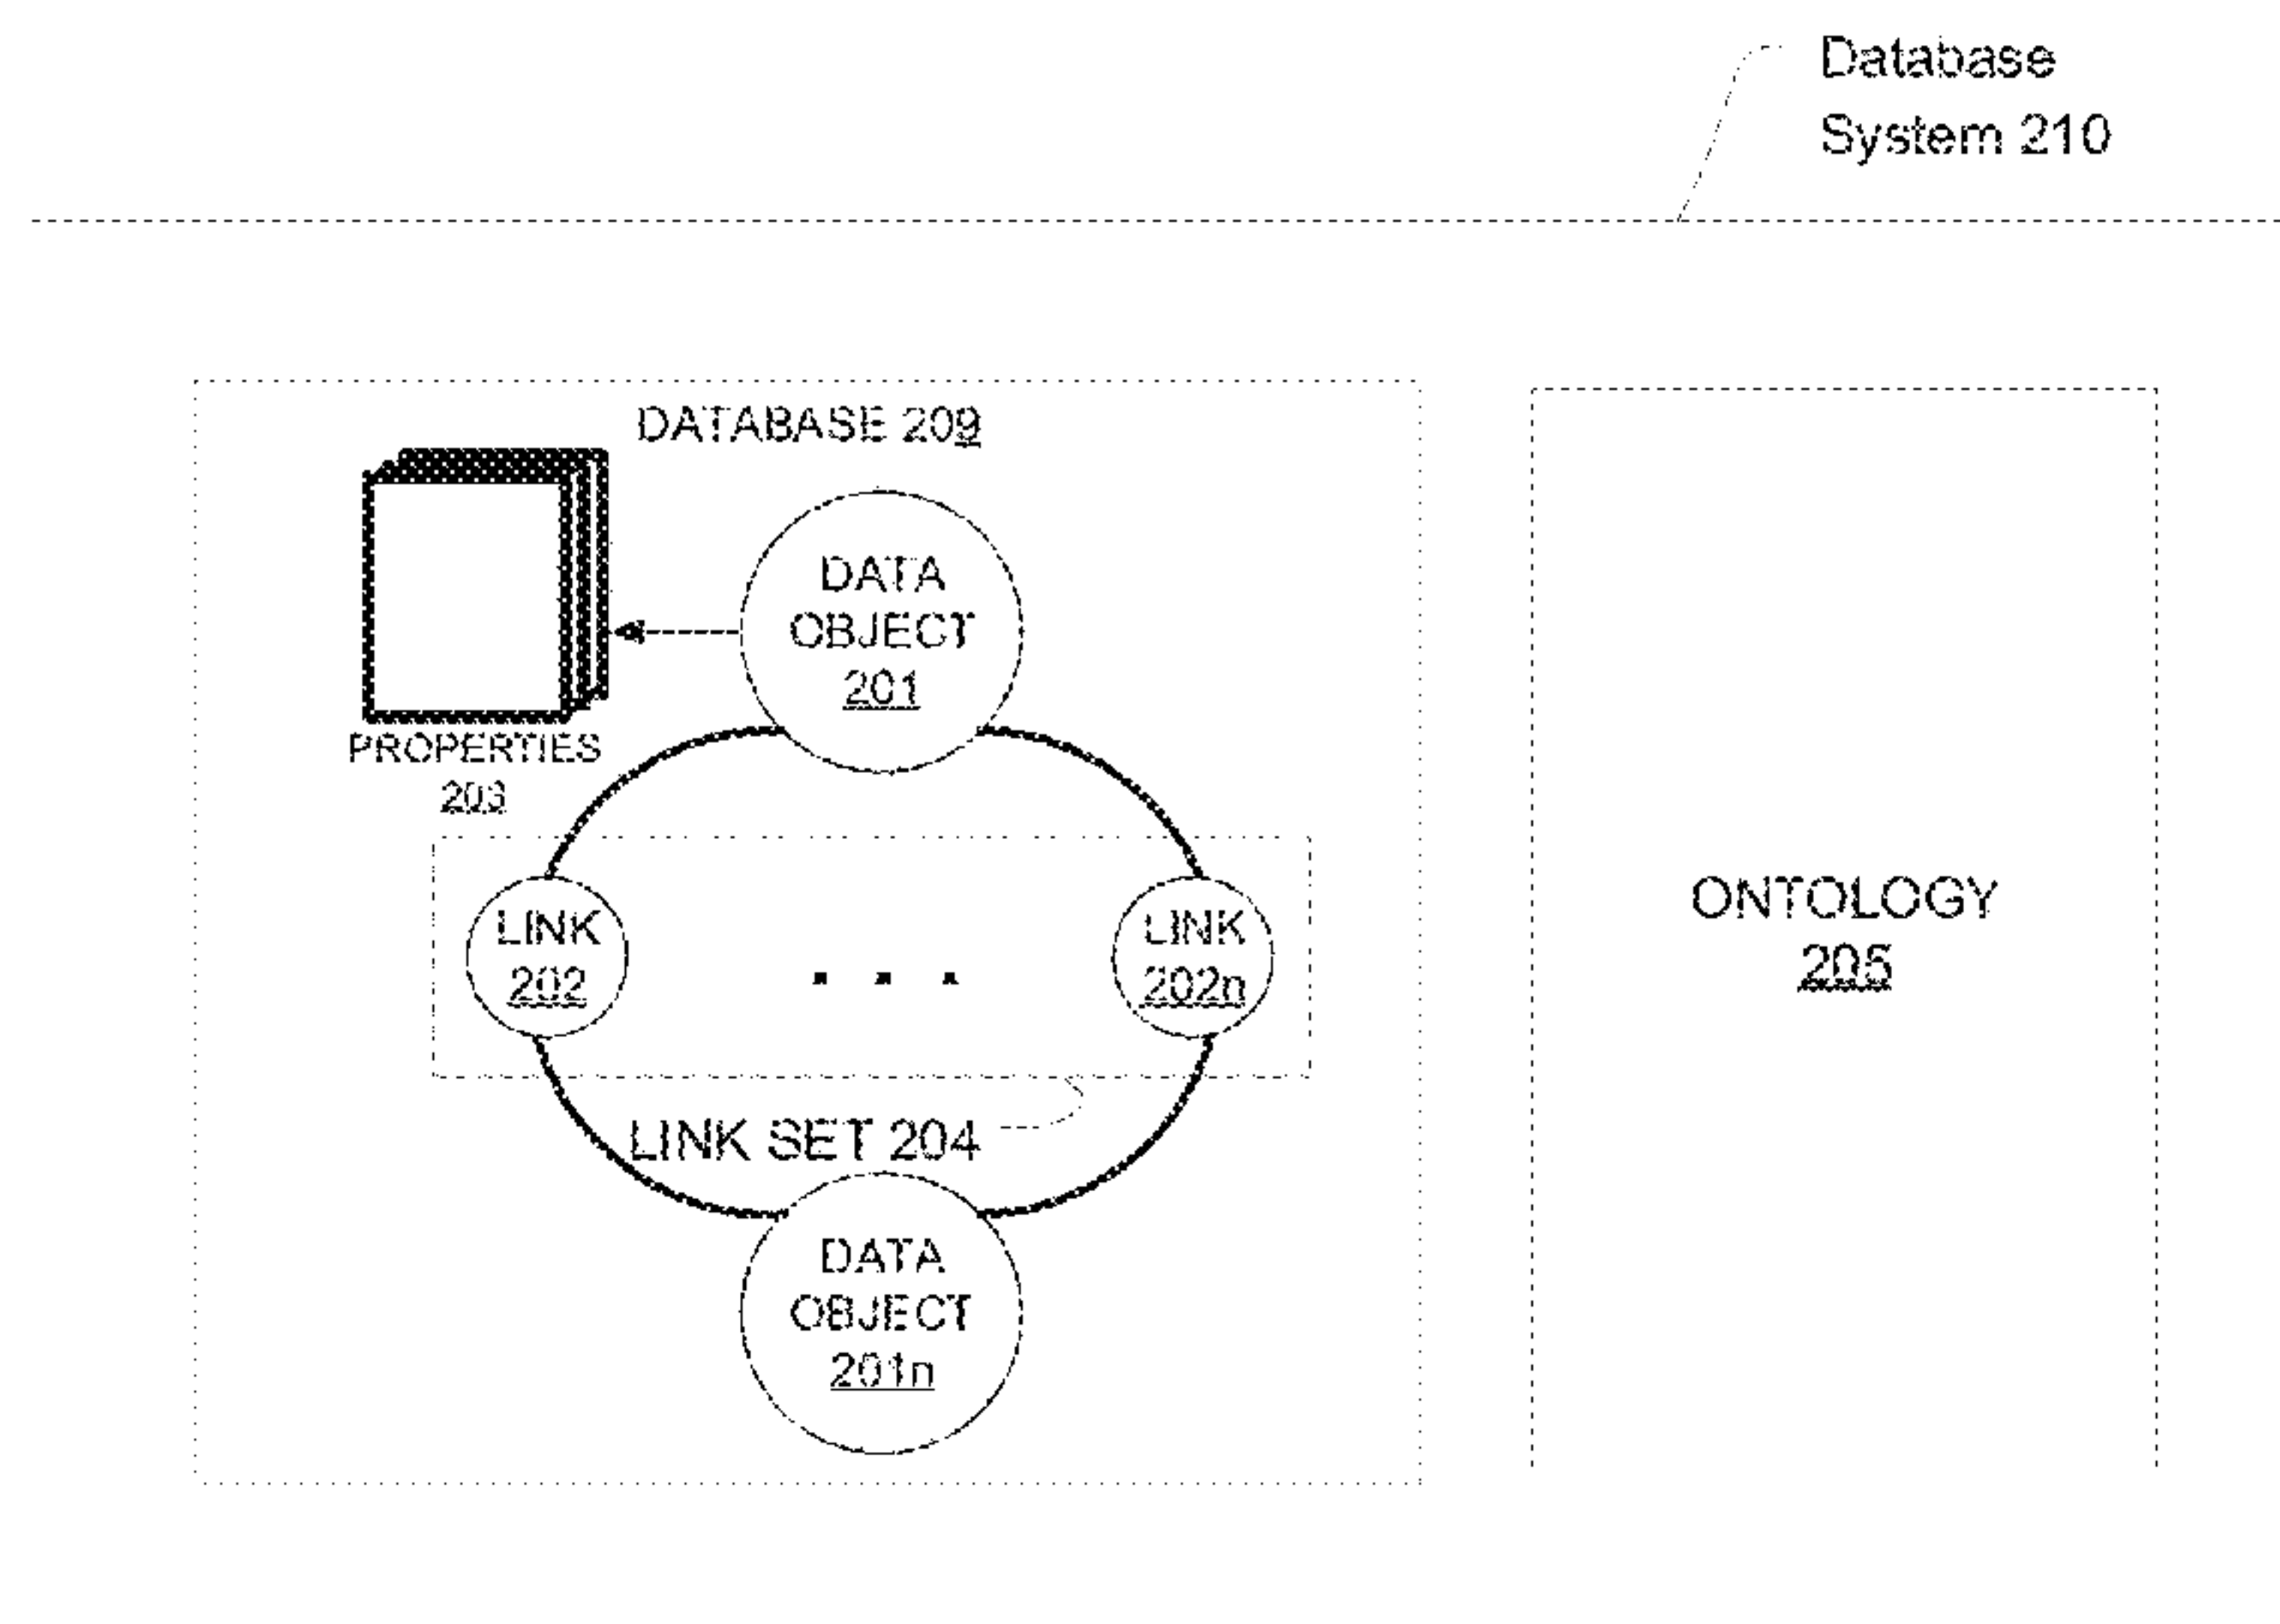 Database
System 210
DATABASE 209
DATA
OBJECT
201
PROPERTIES
203
LINK
202
. . .
LINK
202n
ONTOLOGY
205
LINK SET 204
DATA
OBJECT
201n